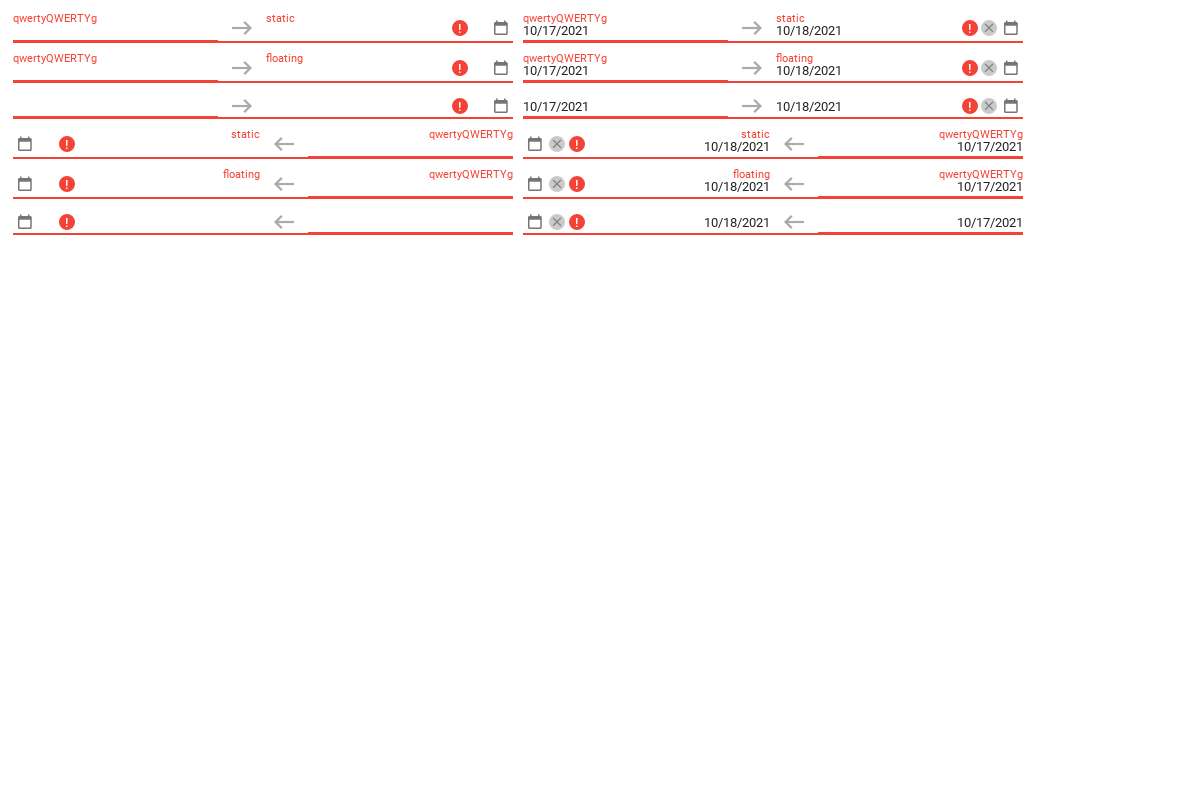 qwertyQWERTYg static qwertyQWERTYg static
10/17/2021 10/18/2021
qwertyQWERTYg floating qwertyQWERTYg floating
10/17/2021 10/18/2021
10/17/2021 10/18/2021
static qwertyQWERTYg static qwertyQWERTYg
10/18/2021 10/17/2021
floating qwertyQWERTYg floating qwertyQWERTYg
10/18/2021 10/17/2021
10/18/2021 10/17/2021